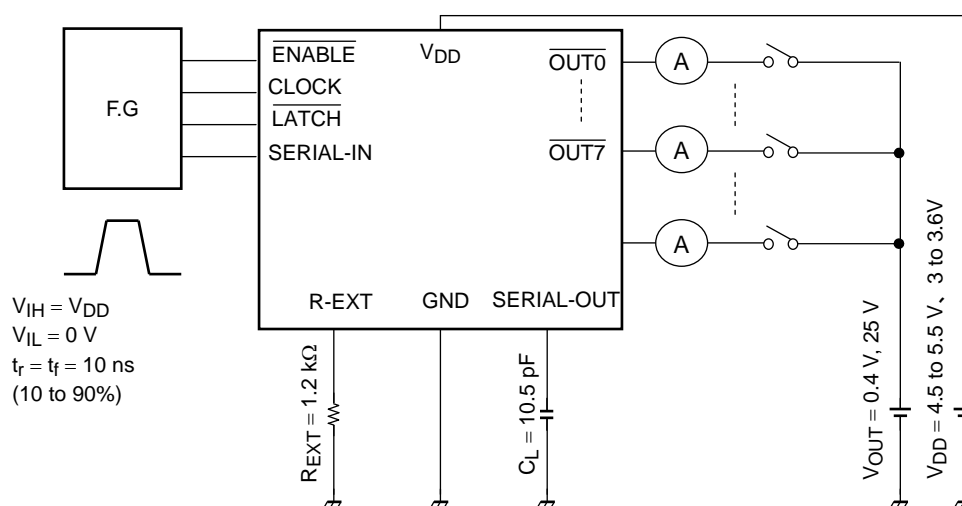 F.G
ENABLE
CLOCK
LATCH
SERIAL-IN
VDD
OUT0
OUT7
A
A
A
R-EXT
GND
SERIAL-OUT
VIH = VDD
VIL = 0 V
tr = tf = 10 ns
(10 to 90%)
REXT = 1.2 kΩ
CL = 10.5 pF
VOUT = 0.4 V, 25 V
VDD = 4.5 to 5.5 V、3 to 3.6V